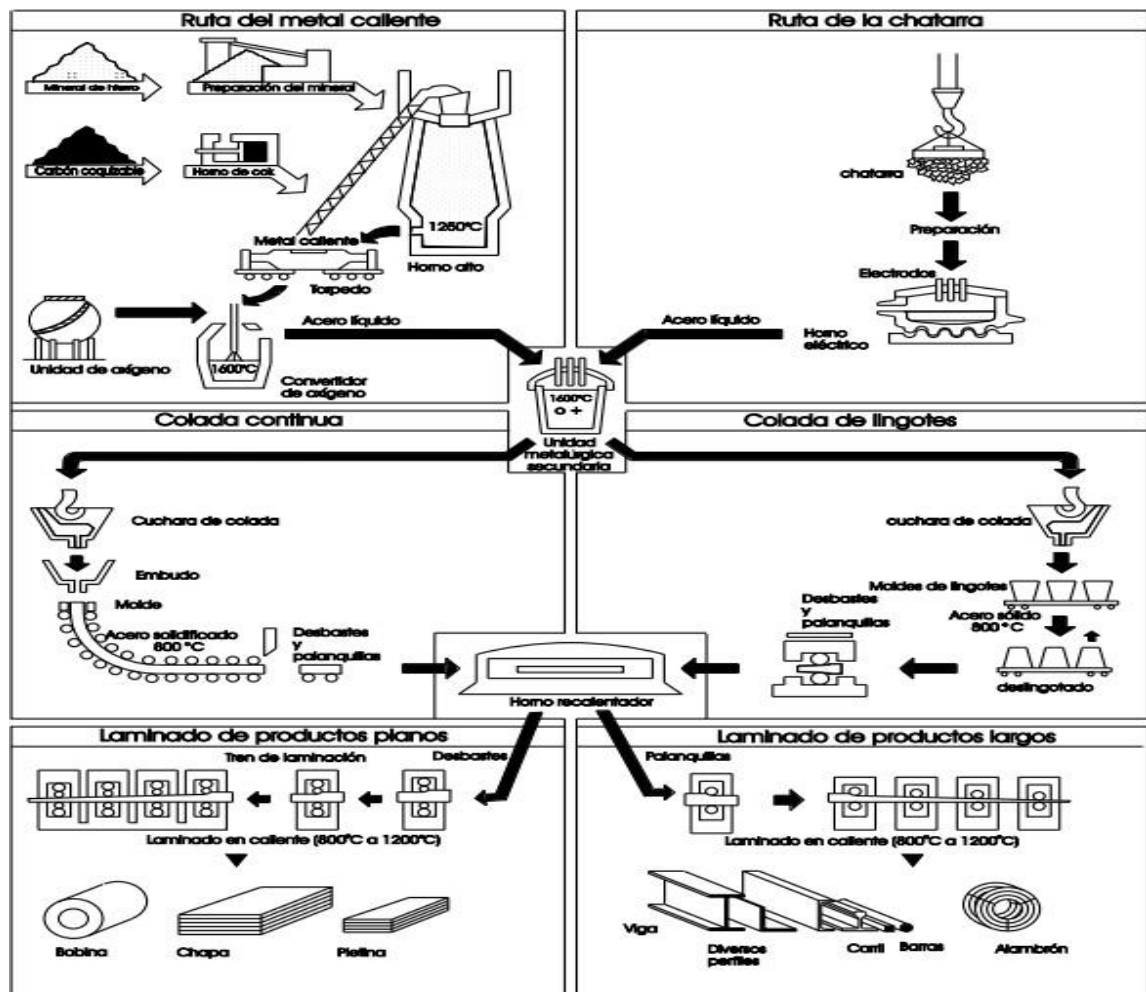 Ruta del metal caliente
Mineral de hierro
Preparación del mineral
Carbón coquizable
Horno de cok
1250°C
Metal caliente
Horno alto
Torpedo
Unidad de oxígeno
1600°C
Acero líquido
Convertidor
de oxígeno
Ruta de la chatarra
chatarra
Preparación
Electrodos
Acero líquido
Horno
eléctrico
1600°C
Unidad
metalúrgica
secundaria
Colada continua
Cuchara de colada
Embudo
Molde
Acero solidificado
800 °C
Desbastes
y
palanquillas
Colada de lingotes
cuchara de colada
Moldes de lingotes
Acero sólido
800 °C
deslingotado
Desbastes
y
palanquillas
Horno recalentador
Laminado de productos planos
Tren de laminación
Desbastes
Laminado en caliente (800°C a 1200°C)
Bobina
Chapa
Pletina
Laminado de productos largos
Palanquillas
Laminado en caliente (800°C a 1200°C)
Viga
Diversos
perfiles
Carril
Barras
Alambrón